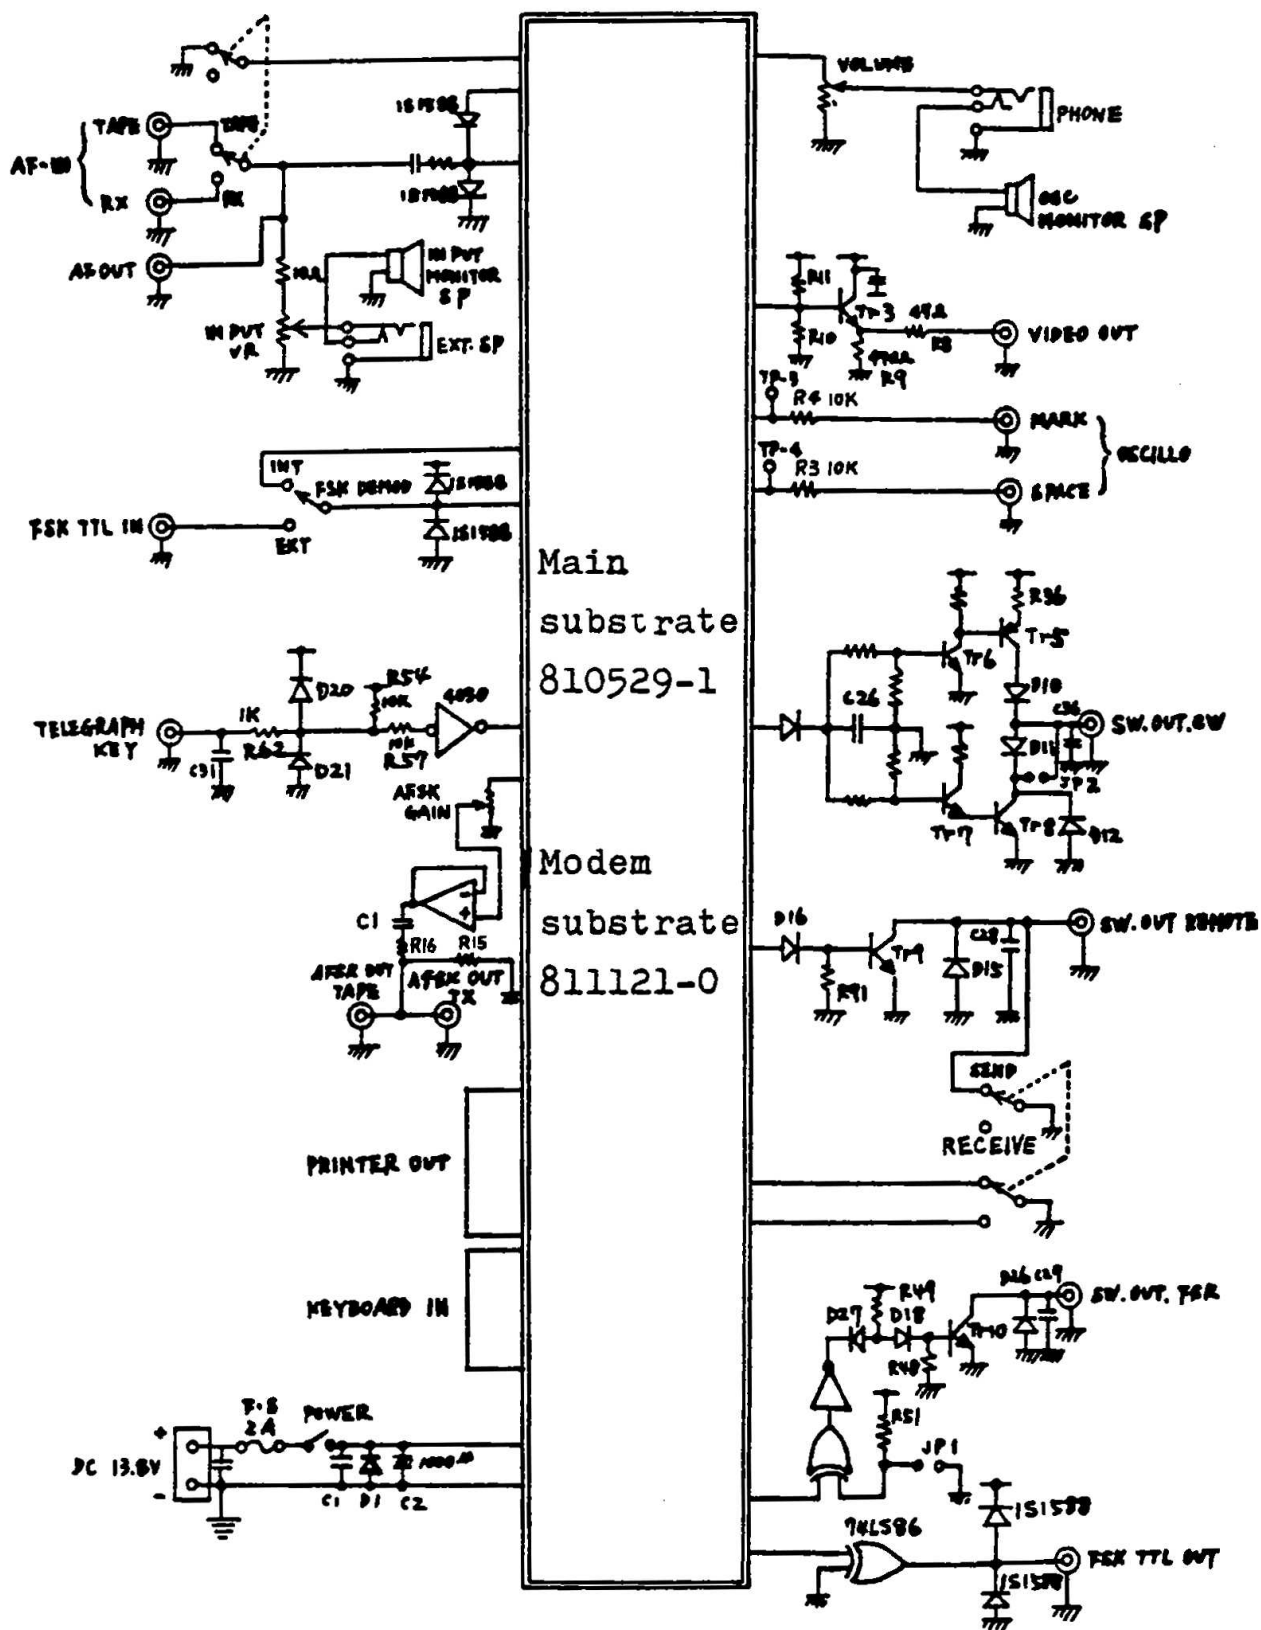 VOLUME
1S1588
PHONE
TAPE
TAPE
AF-IN
RX
RX
1S1588
OSC
MONITOR SP
AF OUT
INPUT
MONITOR
SP
INPUT
VR
EXT. SP
R11
Tr3
R10
47Ω
R8
470Ω
R9
VIDEO OUT
R4 10K
MARK
OSCILLO
TP-4
R3 10K
SPACE
INT
FSK DEMOD
1S1588
FSK TTL IN
EXT
1S1588
Main
substrate
810529-1
R36
Tr6
Tr5
D20
R54
10K
4030
D10
TELEGRAPH
KEY
1K
R62
10K
R57
C31
D21
C26
C36
SW.OUT.CW
D11
JP2
AFSK
GAIN
Tr7
Tr8
D12
Modem
substrate
811121-0
C1
R16
R15
AFSK OUT
TAPE
AFSK OUT
TX
D16
Tr9
C28
SW.OUT REMOTE
R91
SEND
RECEIVE
PRINTER OUT
KEYBOARD IN
R49
D27
D18
D26
C29
SW.OUT. FSK
Tr10
R48
R51
JP1
+
2A
POWER
DC 13.8V
-
C1
D1
C2
74LS86
1S1588
FSK TTL OUT
1S1588